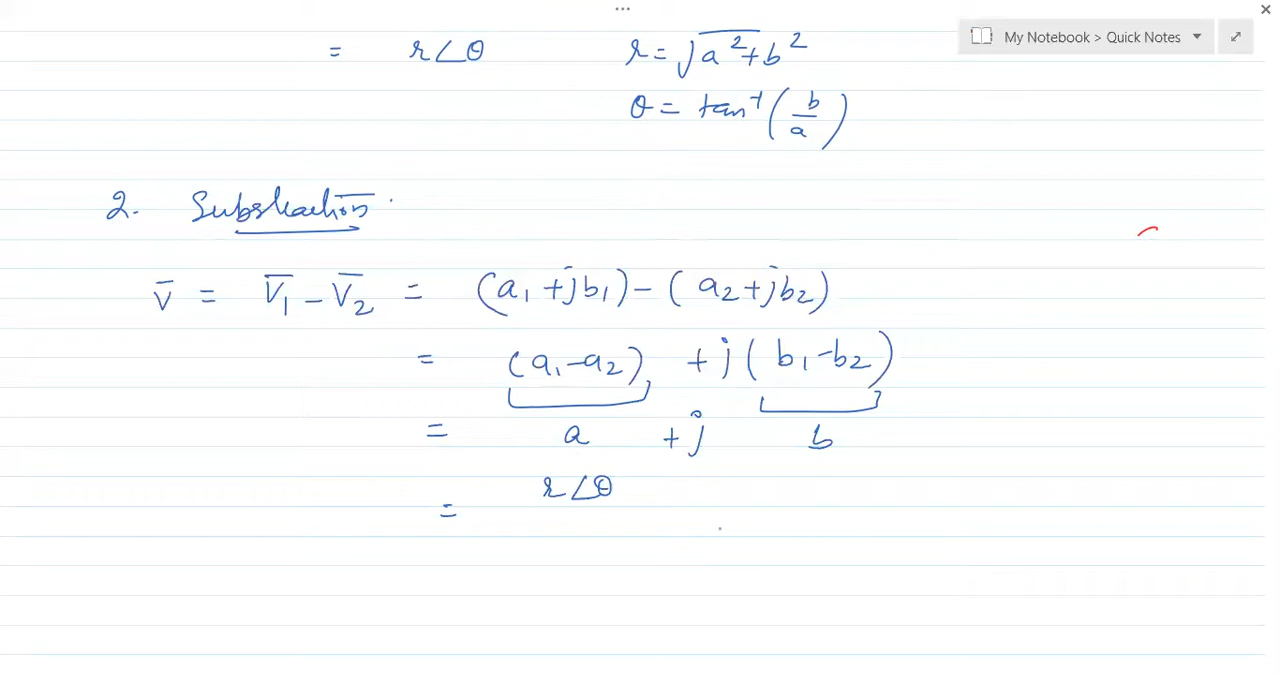 ...
My Notebook > Quick Notes
= r∠θ r = √a²+b²
θ = tan⁻¹(b/a)
2. Substraction
V̄ = V̄₁ - V̄₂ = (a₁+jb₁) - (a₂+jb₂)
= (a₁-a₂) + j(b₁-b₂)
= a + j b
= r∠θ